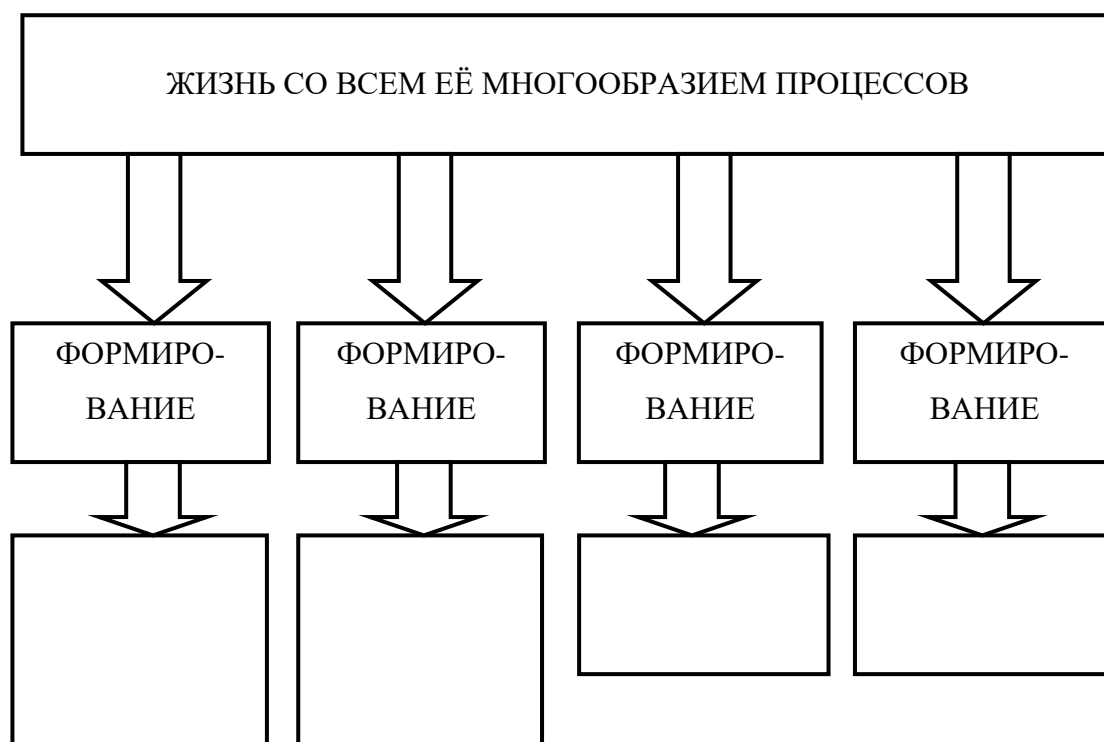 ЖИЗНЬ СО ВСЕМ ЕЁ МНОГООБРАЗИЕМ ПРОЦЕССОВ
ФОРМИРО-
ВАНИЕ
ФОРМИРО-
ВАНИЕ
ФОРМИРО-
ВАНИЕ
ФОРМИРО-
ВАНИЕ